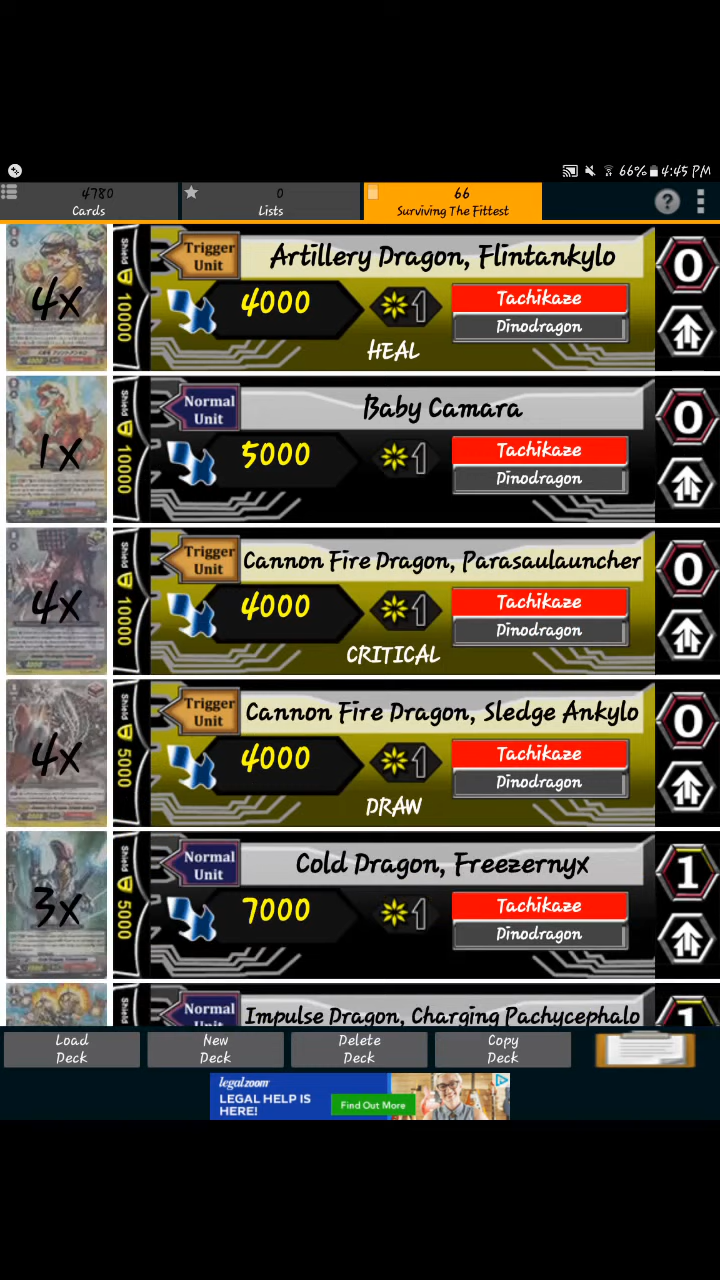 66% 4:45 PM
4780
Cards
0
Lists
66
Surviving The Fittest
4x
Shield 10000
Trigger Unit
Artillery Dragon, Flintankylo
0
4000
1
Tachikaze
Dinodragon
HEAL
1x
Shield 10000
Normal Unit
Baby Camara
0
5000
1
Tachikaze
Dinodragon
4x
Shield 10000
Trigger Unit
Cannon Fire Dragon, Parasaulauncher
0
4000
1
Tachikaze
Dinodragon
CRITICAL
4x
Shield 5000
Trigger Unit
Cannon Fire Dragon, Sledge Ankylo
0
4000
1
Tachikaze
Dinodragon
DRAW
3x
Shield 5000
Normal Unit
Cold Dragon, Freezernyx
1
7000
1
Tachikaze
Dinodragon
Shield
Normal Unit
Impulse Dragon, Charging Pachycephalo
1
Load Deck
New Deck
Delete Deck
Copy Deck
legalzoom
LEGAL HELP IS
HERE!
Find Out More